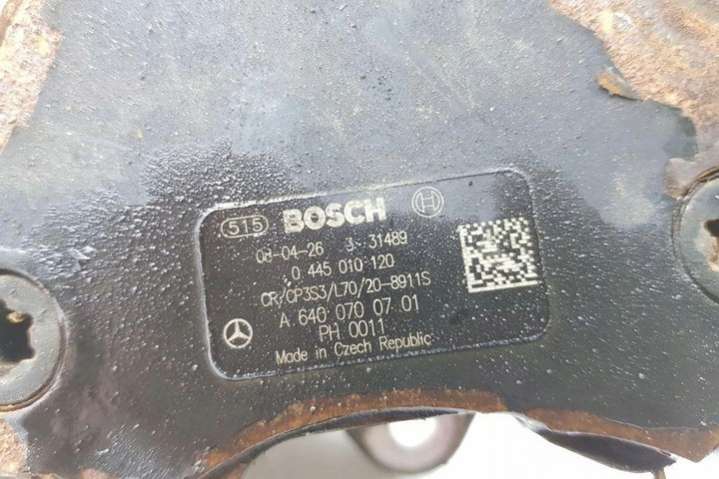 515 BOSCH
08-04-26 3 31489
0 445 010 120
CR/CP3S3/L70/20-8911S
A 640 070 07 01
PH 0011
Made in Czech Republic